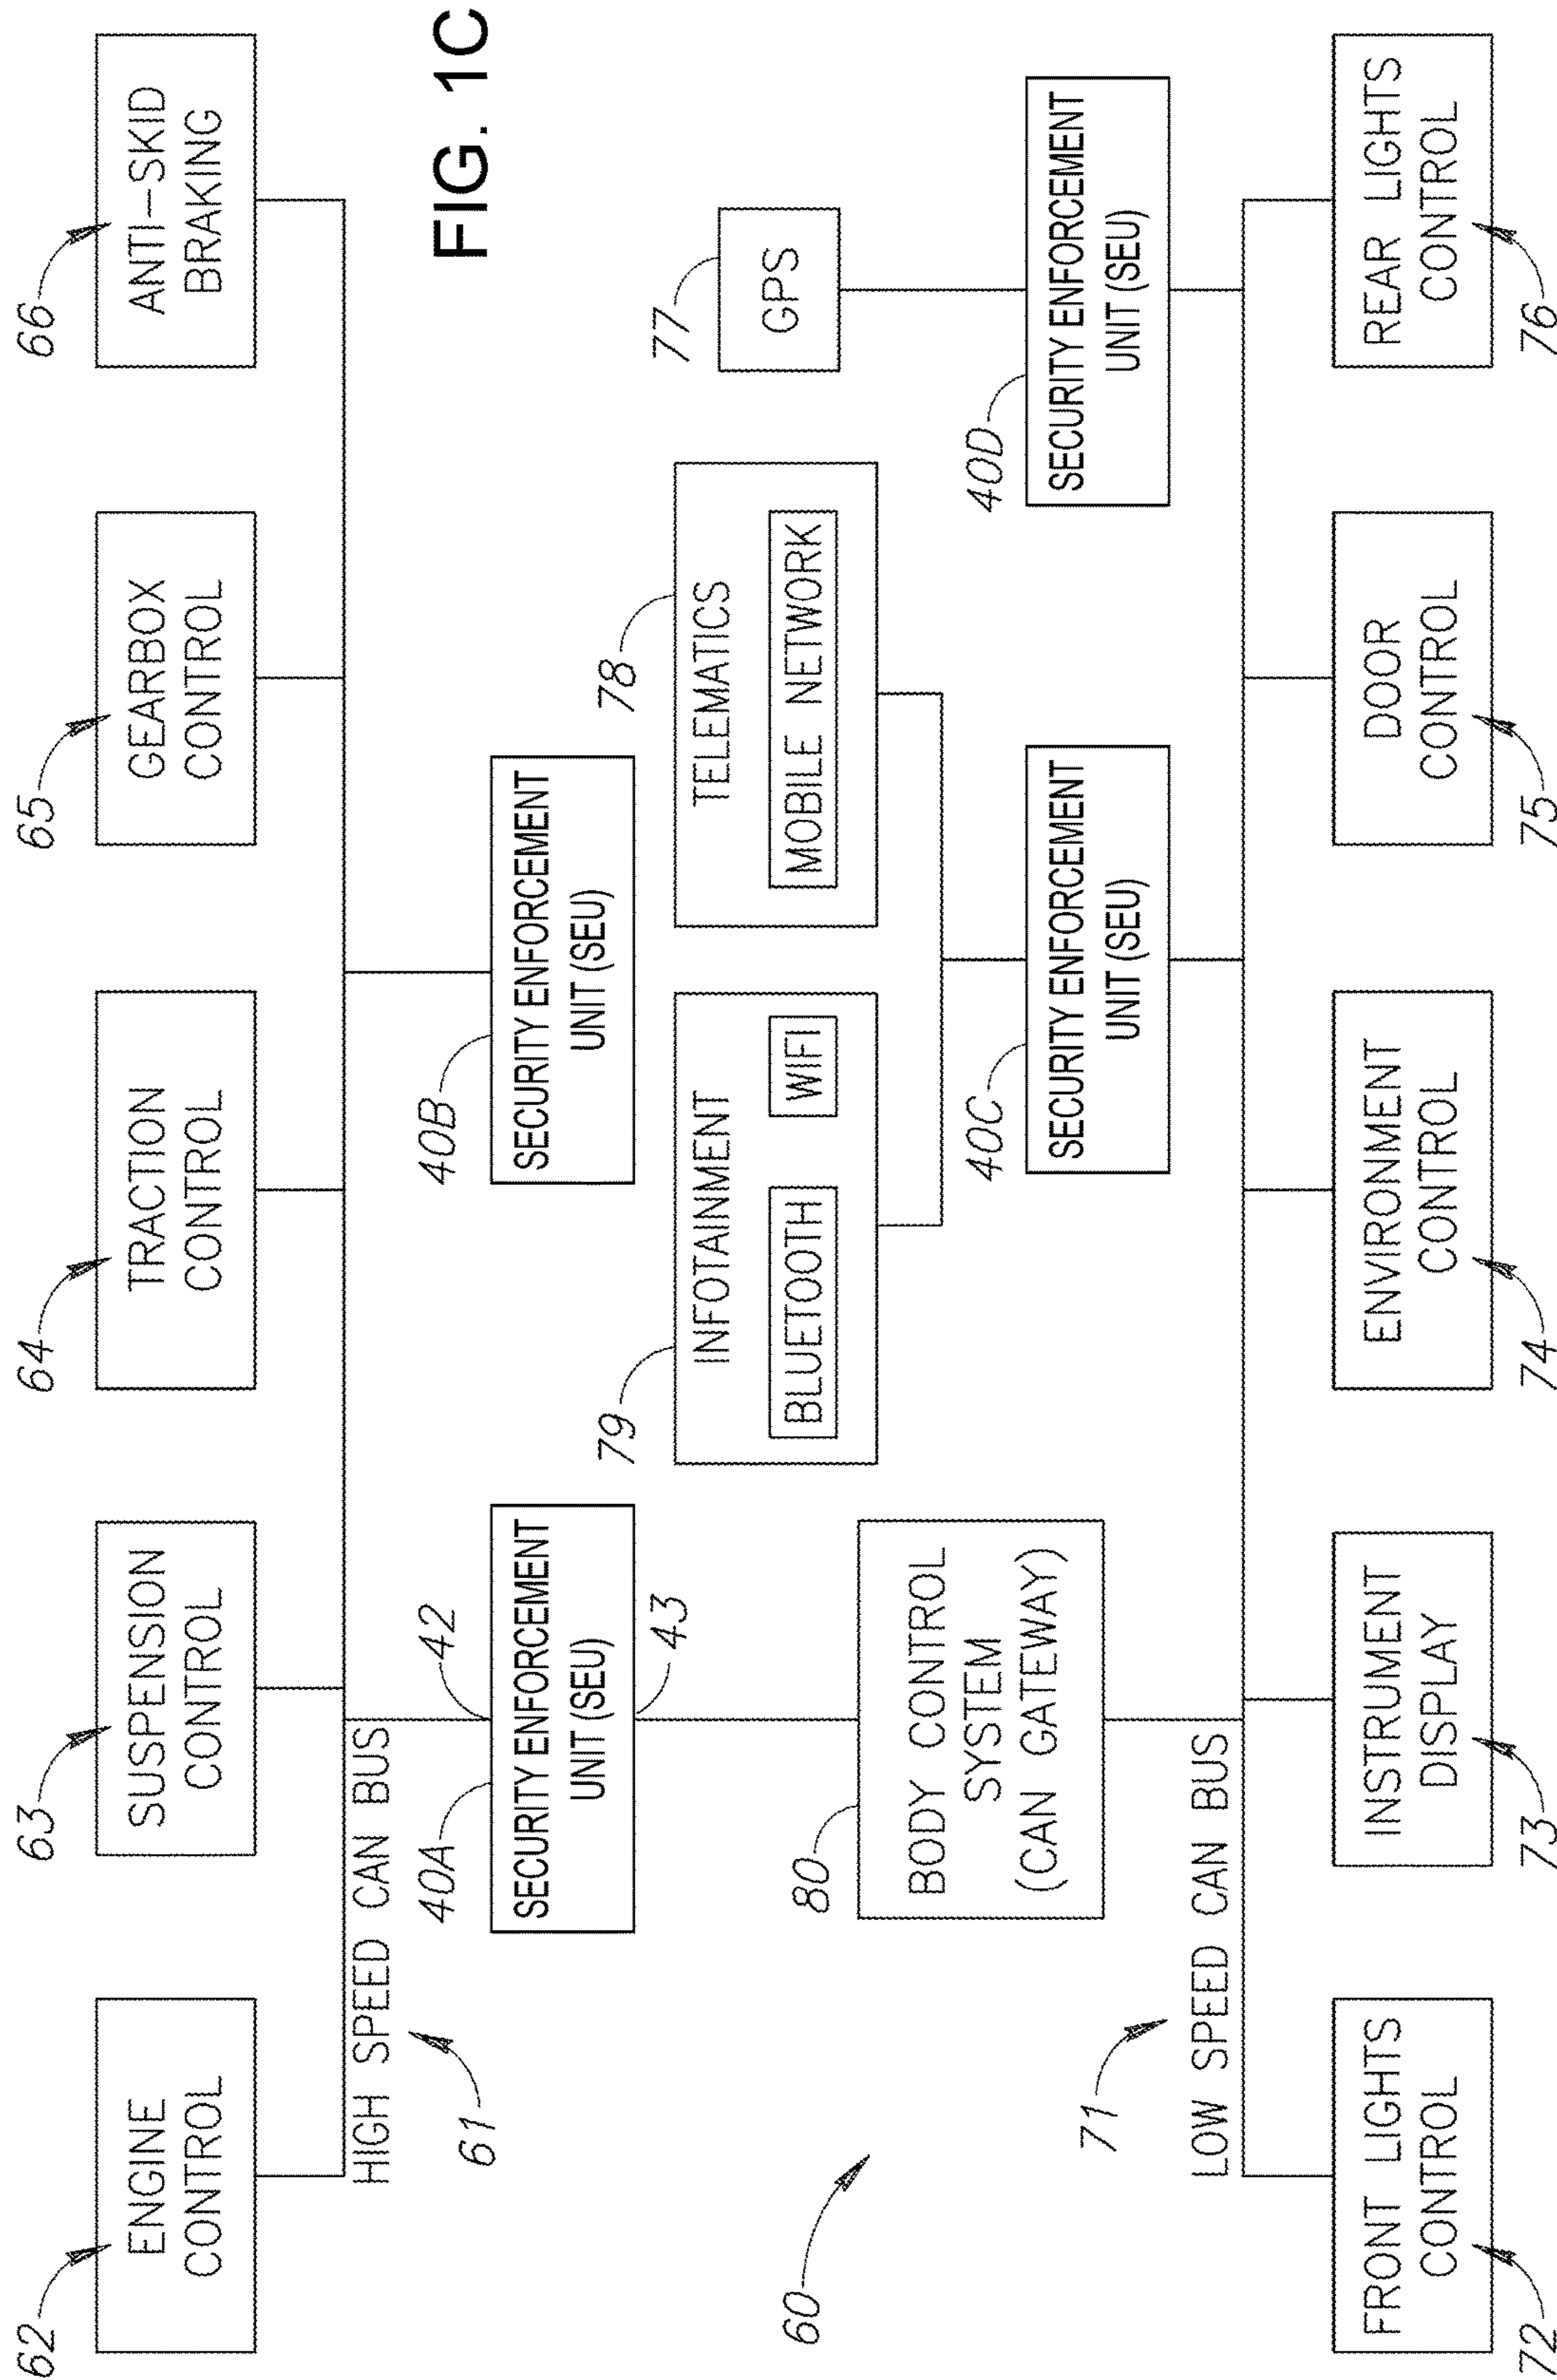 FIG. 1C
62
63
64
65
66
ENGINE
CONTROL
SUSPENSION
CONTROL
TRACTION
CONTROL
GEARBOX
CONTROL
ANTI-SKID
BRAKING
HIGH SPEED CAN BUS
61
42
40A
SECURITY ENFORCEMENT
UNIT (SEU)
43
40B
SECURITY ENFORCEMENT
UNIT (SEU)
79
INFOTAINMENT
BLUETOOTH
WIFI
78
TELEMATICS
MOBILE NETWORK
77
GPS
60
80
BODY CONTROL
SYSTEM
(CAN GATEWAY)
40C
SECURITY ENFORCEMENT
UNIT (SEU)
40D
SECURITY ENFORCEMENT
UNIT (SEU)
71
LOW SPEED CAN BUS
FRONT LIGHTS
CONTROL
INSTRUMENT
DISPLAY
ENVIRONMENT
CONTROL
DOOR
CONTROL
REAR LIGHTS
CONTROL
72
73
74
75
76